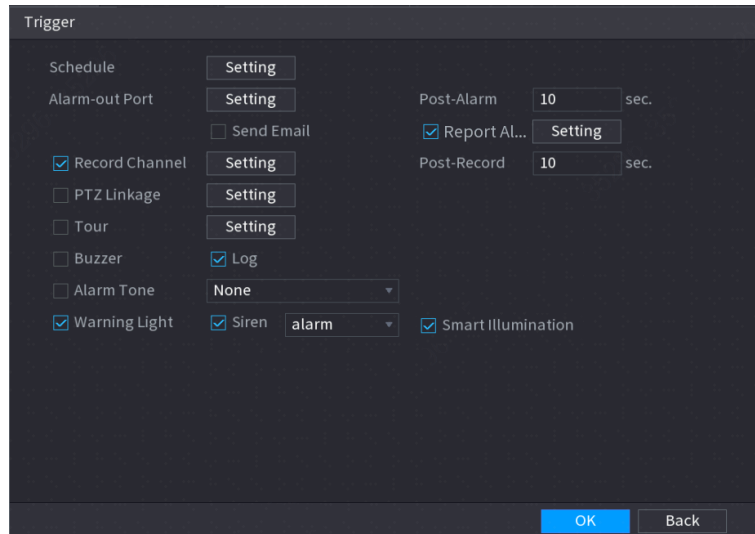 Trigger
Schedule Setting
Alarm-out Port Setting Post-Alarm 10 sec.
Send Email Report Al... Setting
Record Channel Setting Post-Record 10 sec.
PTZ Linkage Setting
Tour Setting
Buzzer Log
Alarm Tone None
Warning Light Siren alarm Smart Illumination
OK Back